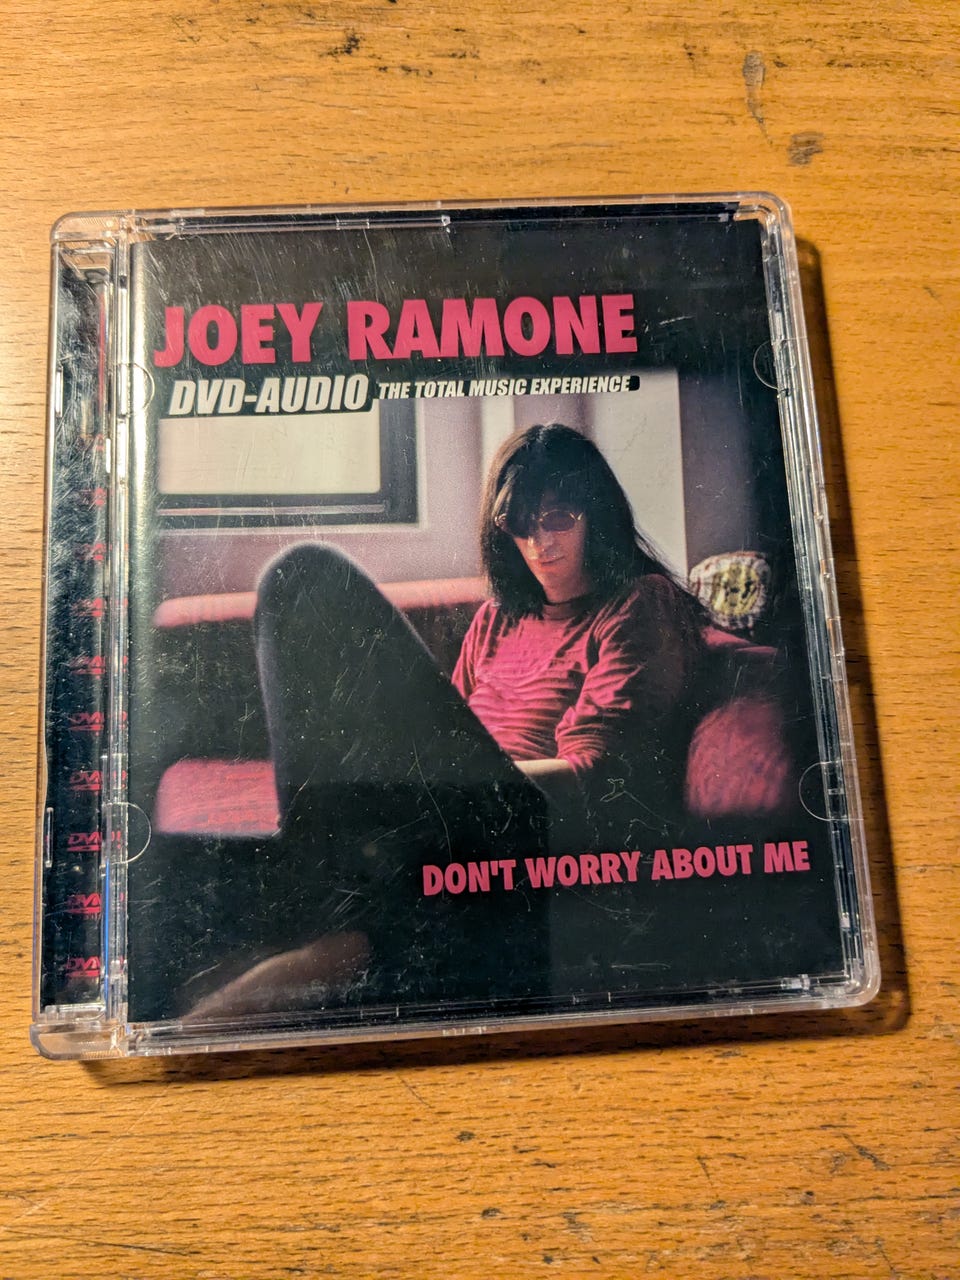 JOEY RAMONE
DVD-AUDIO THE TOTAL MUSIC EXPERIENCE
DON'T WORRY ABOUT ME